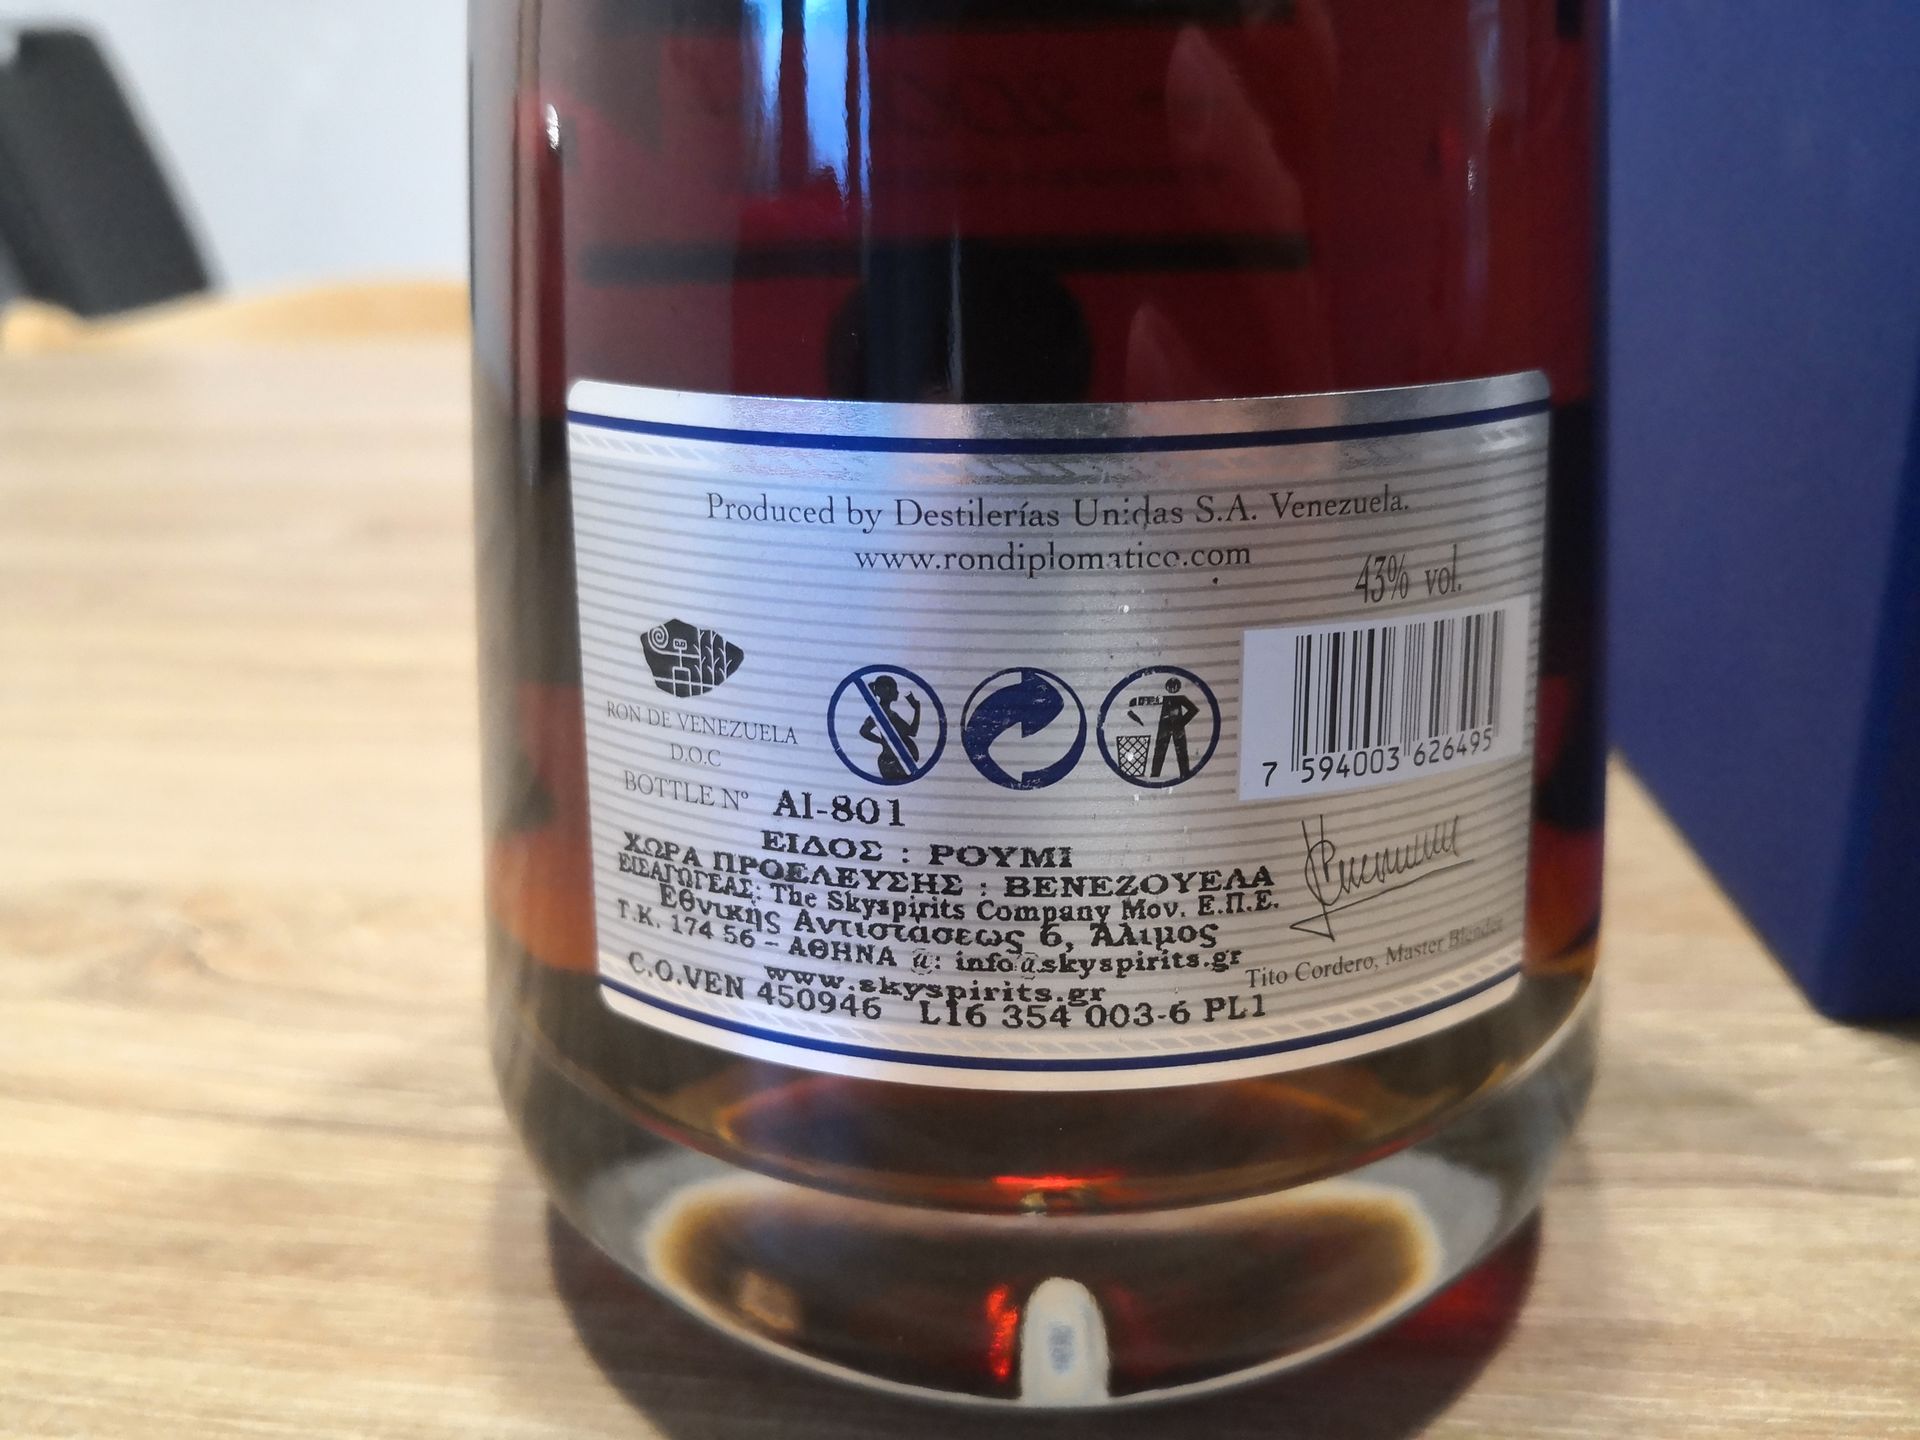 Produced by Destilerías Unidas S.A. Venezuela.
www.rondiplomatico.com
43% vol.
RON DE VENEZUELA
D.O.C
7 594003 626495
BOTTLE Nº AI-801
ΕΙΔΟΣ : ΡΟΥΜΙ
ΧΩΡΑ ΠΡΟΕΛΕΥΣΗΣ : ΒΕΝΕΖΟΥΕΛΑ
ΕΙΣΑΓΩΓΕΑΣ: The Skyspirits Company Μον. Ε.Π.Ε.
Εθνικής Αντιστάσεως 6, Άλιμος
Τ.Κ. 174 56 - ΑΘΗΝΑ @: info@skyspirits.gr
www.skyspirits.gr
Tito Cordero, Master Blender
C.O.VEN 450946 L16 354 003-6 PL1